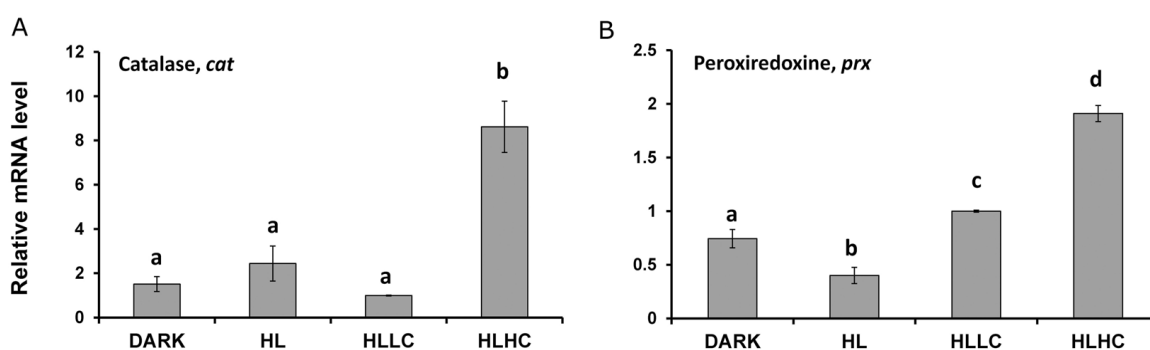 A
Relative mRNA level
12
10
8
6
4
2
0
Catalase, cat
a
a
a
b
DARK HL HLLC HLHC
B
2.5
2
1.5
1
0.5
0
Peroxiredoxine, prx
a
b
c
d
DARK HL HLLC HLHC